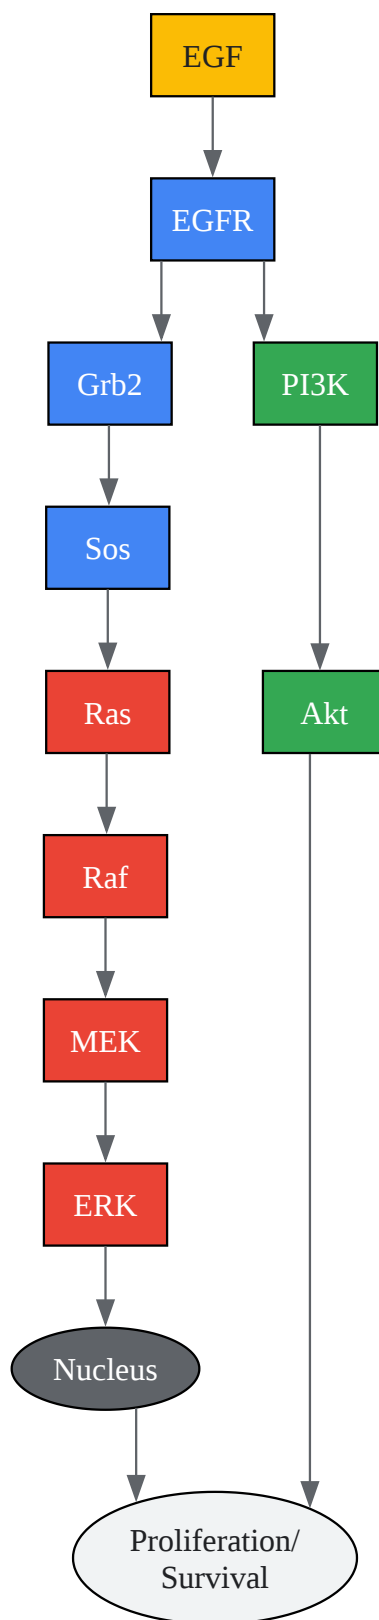 EGF
EGFR
Grb2
PI3K
Sos
Ras
Akt
Raf
MEK
ERK
Nucleus
Proliferation/
Survival